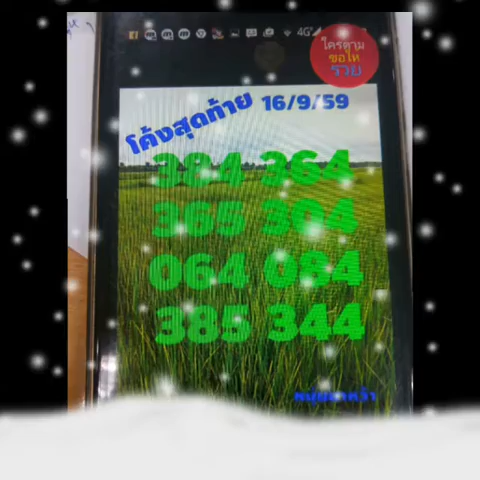 4G
ใครตาม
ขอให้
รวย
โค้งสุดท้าย 16/9/59
384 364
365 304
064 084
385 344